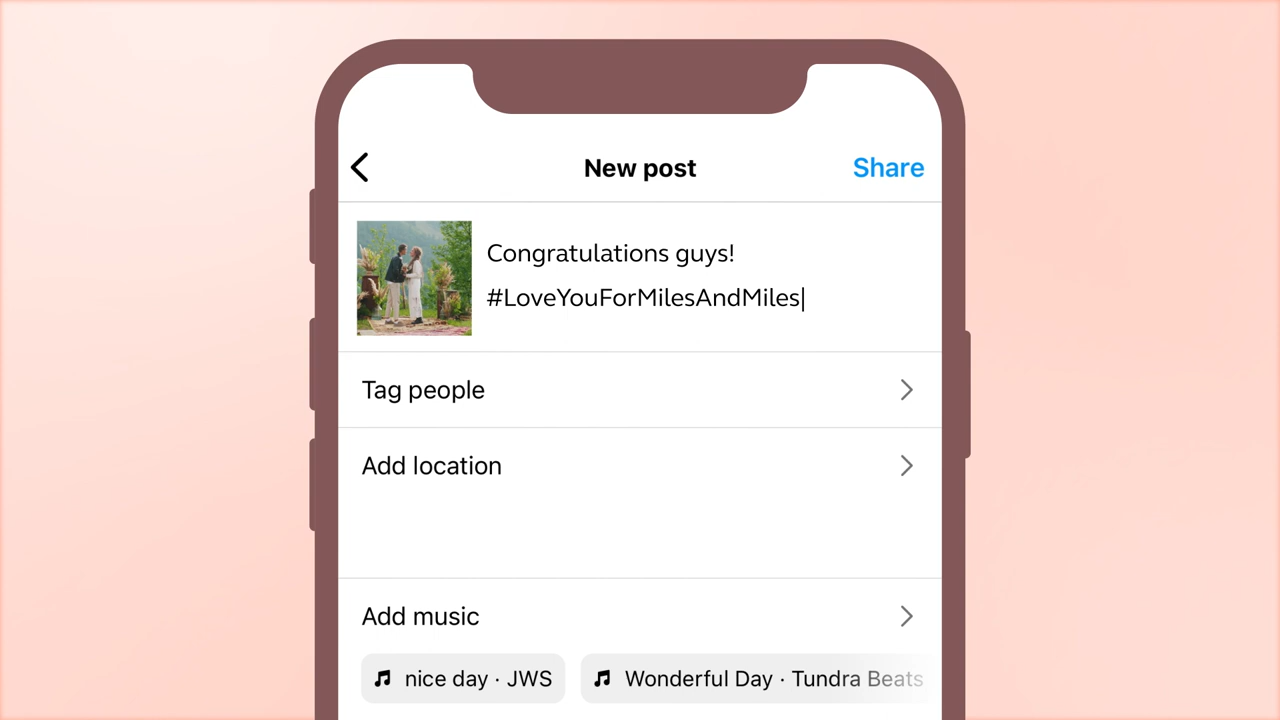 New post
Share
Congratulations guys!
#LoveYouForMilesAndMiles
Tag people
Add location
Add music
nice day · JWS
Wonderful Day · Tundra Beats